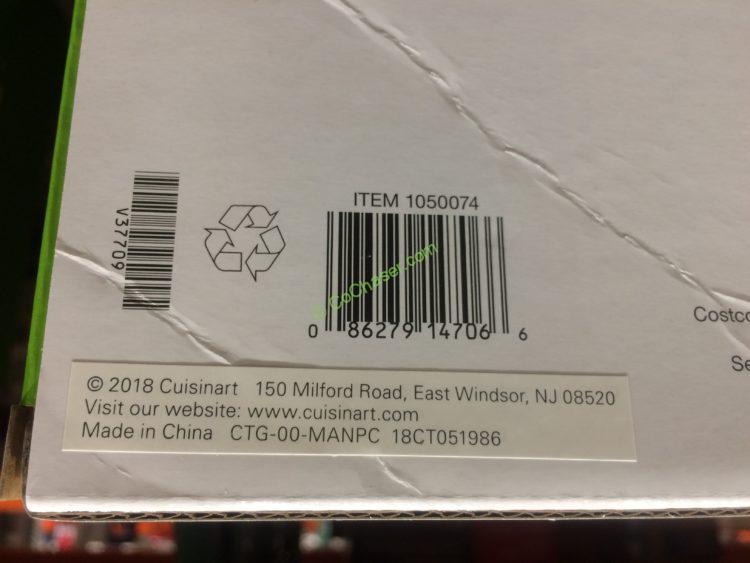 ITEM 1050074
V37709
© CoChaser.com
0 86279 14706 6
Costco
© 2018 Cuisinart 150 Milford Road, East Windsor, NJ 08520
Visit our website: www.cuisinart.com
Made in China CTG-00-MANPC 18CT051986